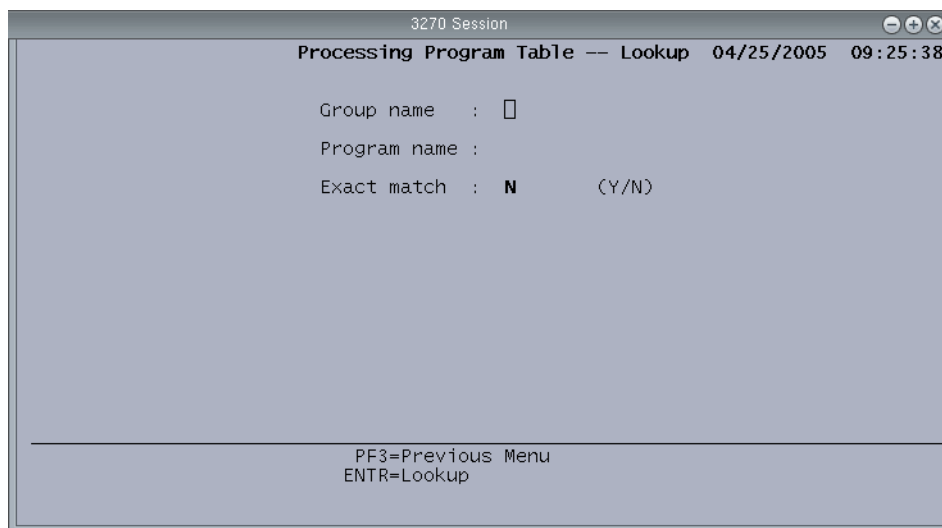 3270 Session
Processing Program Table -- Lookup 04/25/2005 09:25:38
Group name :
Program name :
Exact match : N (Y/N)
PF3=Previous Menu
ENTR=Lookup